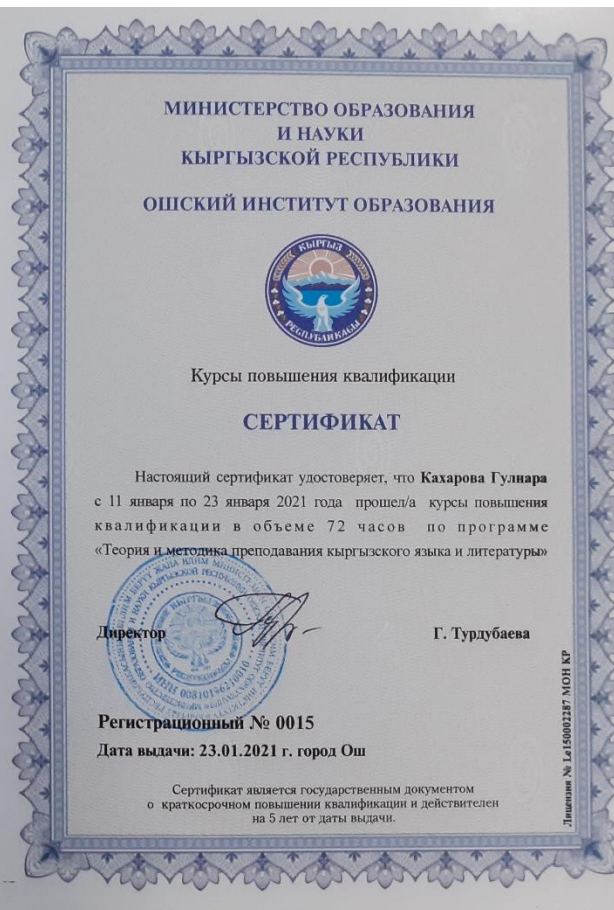 МИНИСТЕРСТВО ОБРАЗОВАНИЯ
И НАУКИ
КЫРГЫЗСКОЙ РЕСПУБЛИКИ
ОШСКИЙ ИНСТИТУТ ОБРАЗОВАНИЯ
КЫРГЫЗ
РЕСПУБЛИКАСЫ
Курсы повышения квалификации
СЕРТИФИКАТ
Настоящий сертификат удостоверяет, что Кахарова Гулнара
с 11 января по 23 января 2021 года прошел/а курсы повышения
квалификации в объеме 72 часов по программе
«Теория и методика преподавания кыргызского языка и литературы»
Директор
Г. Турдубаева
Регистрационный № 0015
Дата выдачи: 23.01.2021 г. город Ош
Сертификат является государственным документом
о краткосрочном повышении квалификации и действителен
на 5 лет от даты выдачи.
Лицензия № Le150002287 МОН КР